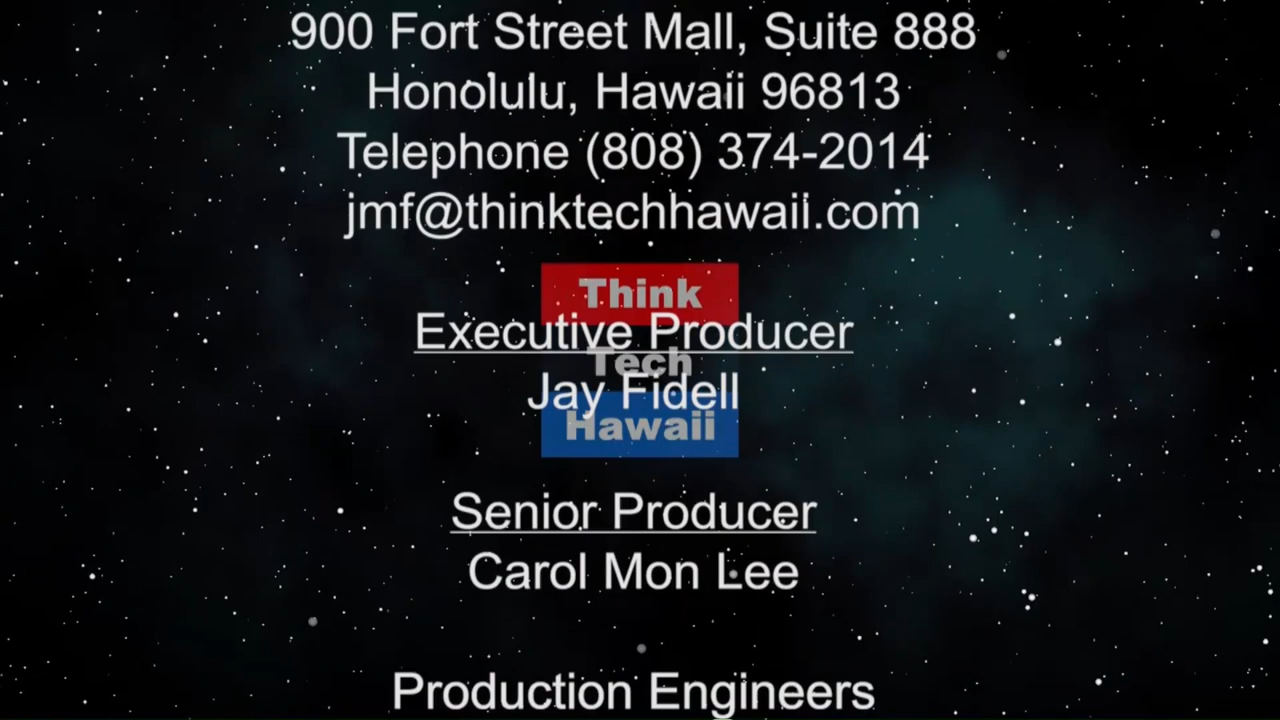 900 Fort Street Mall, Suite 888
Honolulu, Hawaii 96813
Telephone (808) 374-2014
jmf@thinktechhawaii.com
Think
Executive Producer
Tech
Jay Fidell
Hawaii
Senior Producer
Carol Mon Lee
Production Engineers